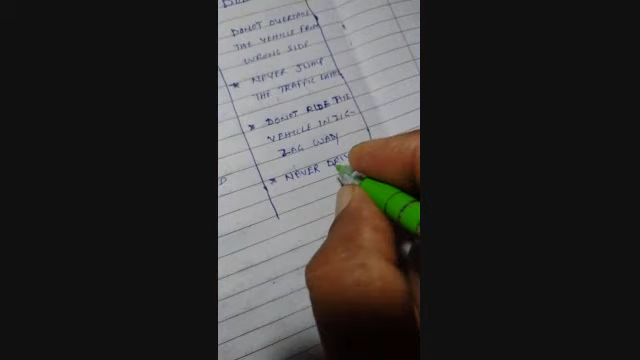 DONOT OVERTAKE
THE VEHICLE FROM
WRONG SIDE
* NEVER JUMP
THE TRAFFIC
* DONOT RIDE THE
VEHICLE IN ZIG-
ZAG WAY
* NEVER